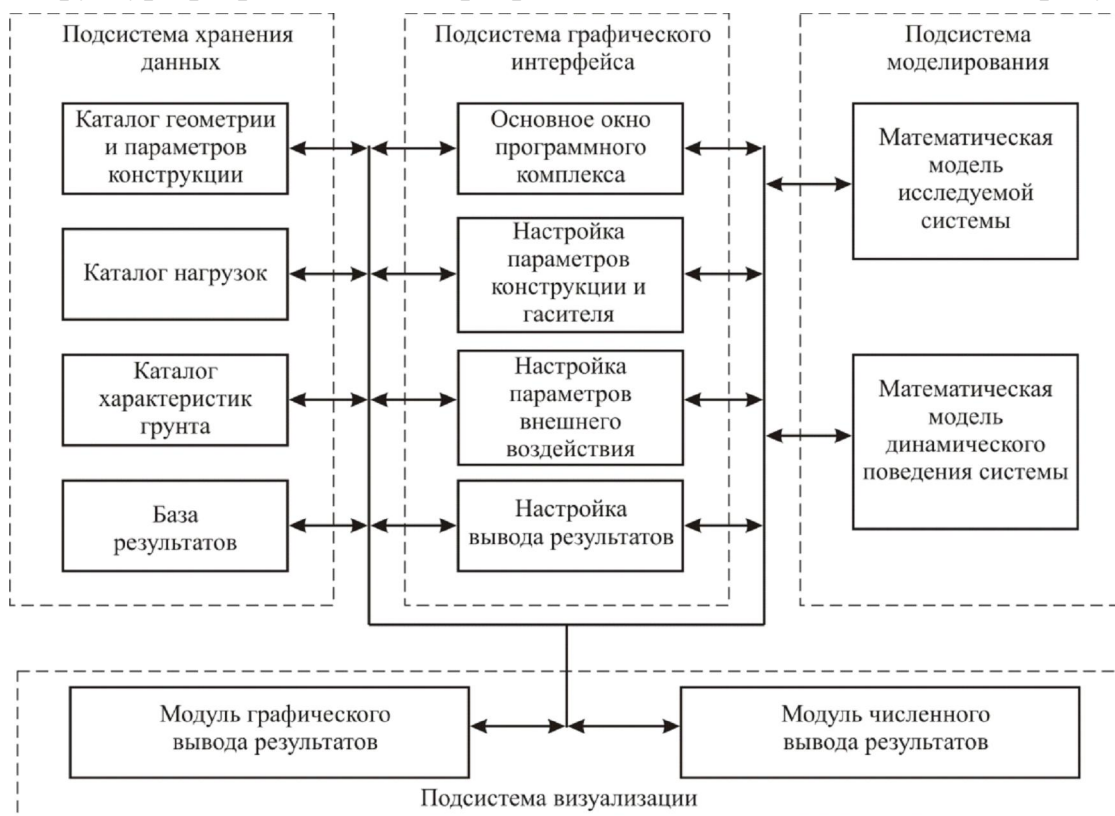 Подсистема хранения
данных
Каталог геометрии
и параметров
конструкции
Каталог нагрузок
Каталог
характеристик
грунта
База
результатов
Подсистема графического
интерфейса
Основное окно
программного
комплекса
Настройка
параметров
конструкции и
гасителя
Настройка
параметров
внешнего
воздействия
Настройка
вывода результатов
Подсистема
моделирования
Математическая
модель
исследуемой
системы
Математическая
модель
динамического
поведения системы
Модуль графического
вывода результатов
Модуль численного
вывода результатов
Подсистема визуализации